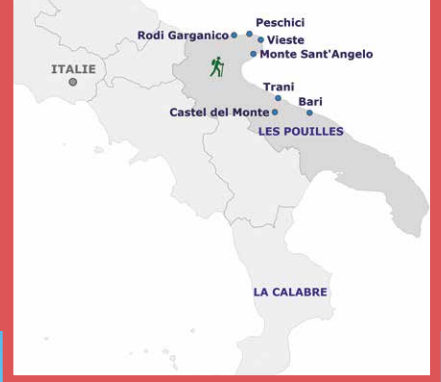 Peschici
Rodi Garganico
Vieste
Monte Sant'Angelo
ITALIE
Trani
Bari
Castel del Monte
LES POUILLES
LA CALABRE